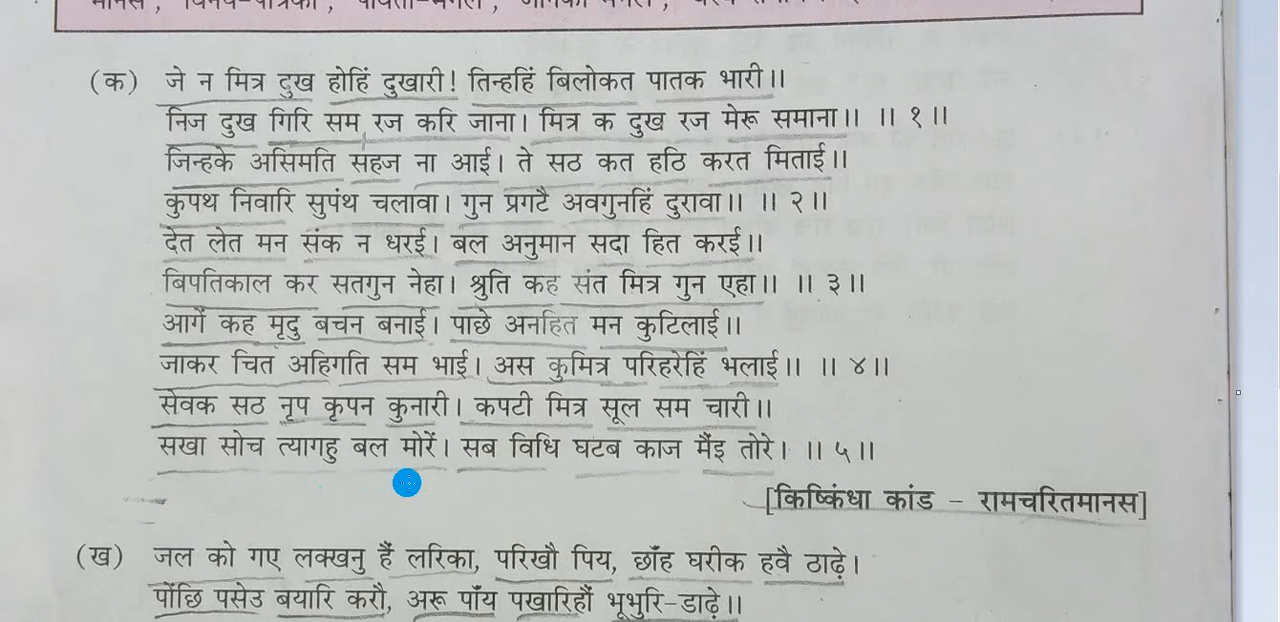 (क) जे न मित्र दुख होहिं दुखारी! तिन्हहिं बिलोकत पातक भारी॥
निज दुख गिरि सम रज करि जाना। मित्र क दुख रज मेरू समाना॥ ॥ १॥
जिन्हके असिमति सहज ना आई। ते सठ कत हठि करत मिताई॥
कुपथ निवारि सुपंथ चलावा। गुन प्रगटै अवगुनहिं दुरावा॥ ॥ २॥
देत लेत मन संक न धरई। बल अनुमान सदा हित करई॥
बिपतिकाल कर सतगुन नेहा। श्रुति कह संत मित्र गुन एहा॥ ॥ ३॥
आगें कह मृदु बचन बनाई। पाछे अनहित मन कुटिलाई॥
जाकर चित अहिगति सम भाई। अस कुमित्र परिहरेहिं भलाई॥ ॥ ४॥
सेवक सठ नृप कृपन कुनारी। कपटी मित्र सूल सम चारी॥
सखा सोच त्यागहु बल मोरें। सब विधि घटब काज मैंइ तोरे। ॥ ५॥
[किष्किंधा कांड – रामचरितमानस]
(ख) जल को गए लक्खनु हैं लरिका, परिखौ पिय, छाँह घरीक हवै ठाढ़े।
पोंछि पसेउ बयारि करौ, अरू पाँय पखारिहौं भूभुरि-डाढ़े॥